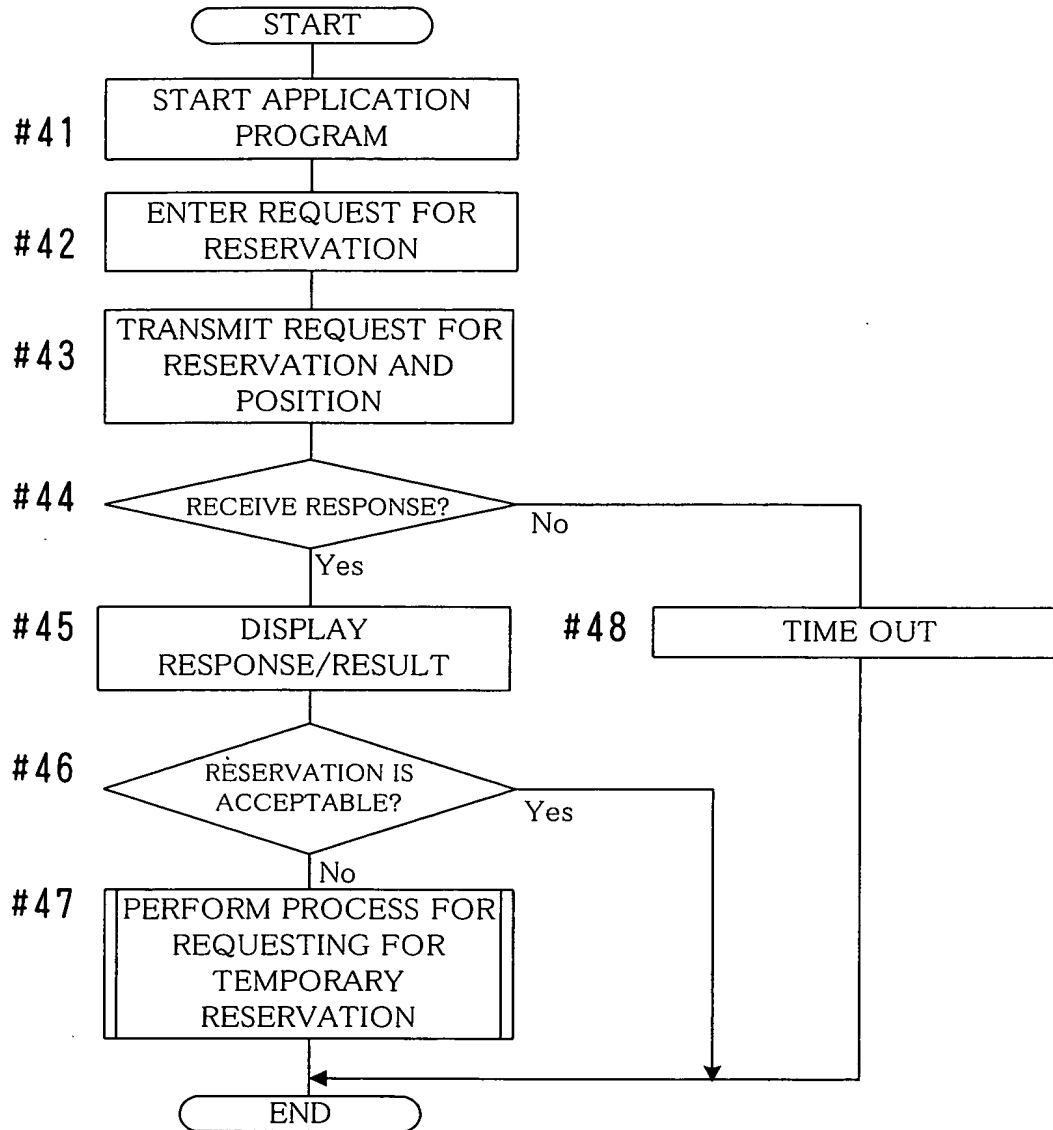 START
#41
START APPLICATION
PROGRAM
#42
ENTER REQUEST FOR
RESERVATION
#43
TRANSMIT REQUEST FOR
RESERVATION AND
POSITION
#44
RECEIVE RESPONSE?
No
Yes
#45
DISPLAY
RESPONSE/RESULT
#48
TIME OUT
#46
RESERVATION IS
ACCEPTABLE?
Yes
No
#47
PERFORM PROCESS FOR
REQUESTING FOR
TEMPORARY
RESERVATION
END